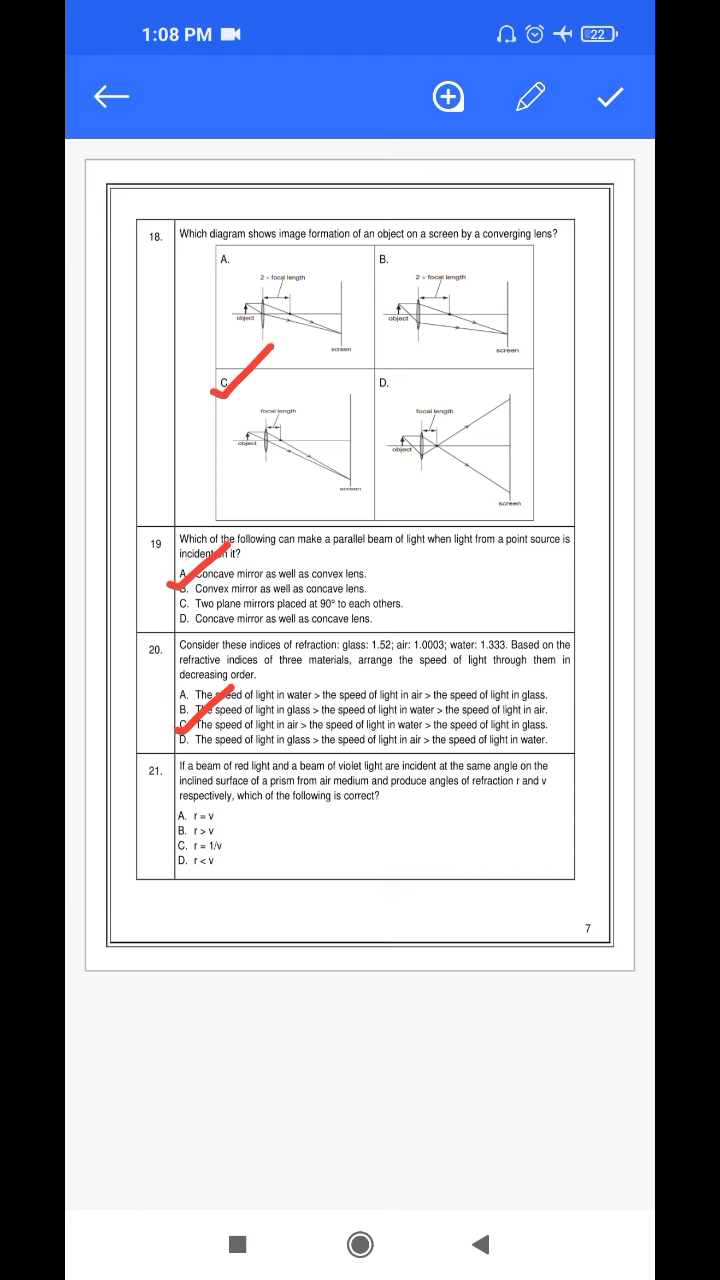 1:08 PM
22
18. Which diagram shows image formation of an object on a screen by a converging lens?
A.
2 × focal length
object
screen
B.
2 × focal length
object
screen
C.
focal length
object
screen
D.
focal length
object
screen
19 Which of the following can make a parallel beam of light when light from a point source is
incident on it?
A. Concave mirror as well as convex lens.
B. Convex mirror as well as concave lens.
C. Two plane mirrors placed at 90° to each others.
D. Concave mirror as well as concave lens.
20. Consider these indices of refraction: glass: 1.52; air: 1.0003; water: 1.333. Based on the
refractive indices of three materials, arrange the speed of light through them in
decreasing order.
A. The speed of light in water > the speed of light in air > the speed of light in glass.
B. The speed of light in glass > the speed of light in water > the speed of light in air.
C. The speed of light in air > the speed of light in water > the speed of light in glass.
D. The speed of light in glass > the speed of light in air > the speed of light in water.
21. If a beam of red light and a beam of violet light are incident at the same angle on the
inclined surface of a prism from air medium and produce angles of refraction r and v
respectively, which of the following is correct?
A. r = v
B. r > v
C. r = 1/v
D. r < v
7